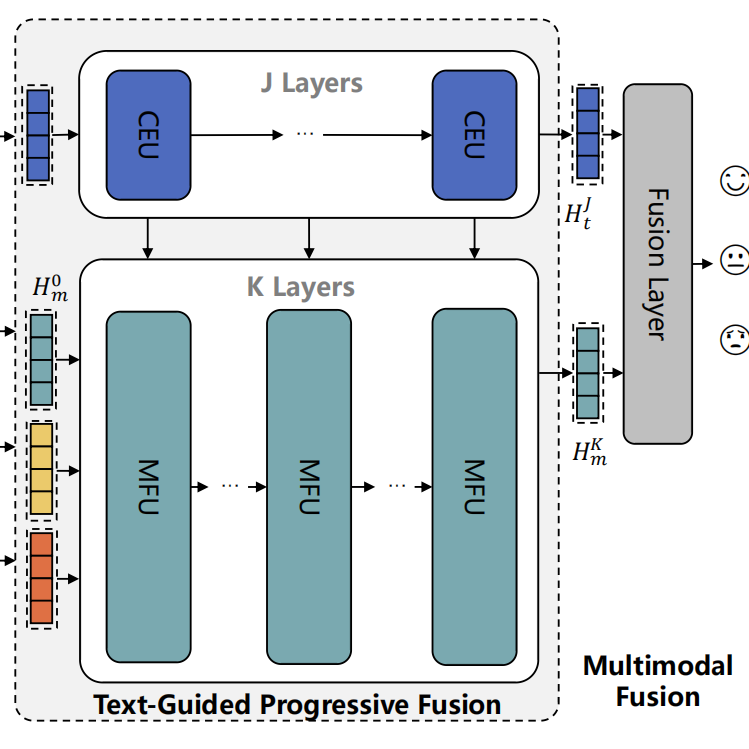 J Layers
CEU
...
CEU
H_t^J
K Layers
H_m^0
MFU
...
MFU
...
MFU
H_m^K
Fusion Layer
Text-Guided Progressive Fusion
Multimodal
Fusion